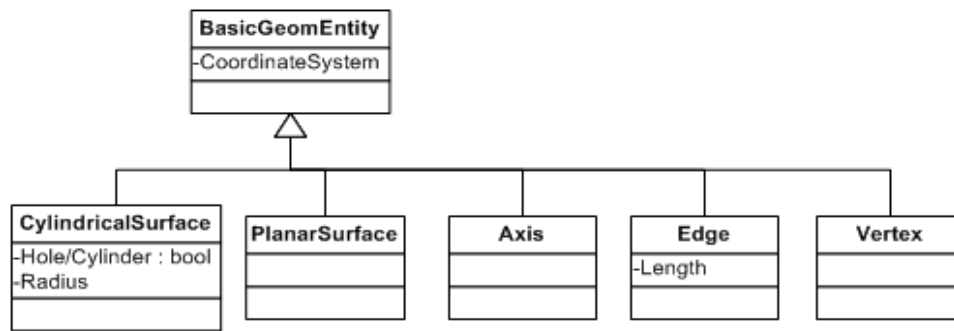 BasicGeomEntity
-CoordinateSystem
CylindricalSurface
-Hole/Cylinder : bool
-Radius
PlanarSurface
Axis
Edge
-Length
Vertex